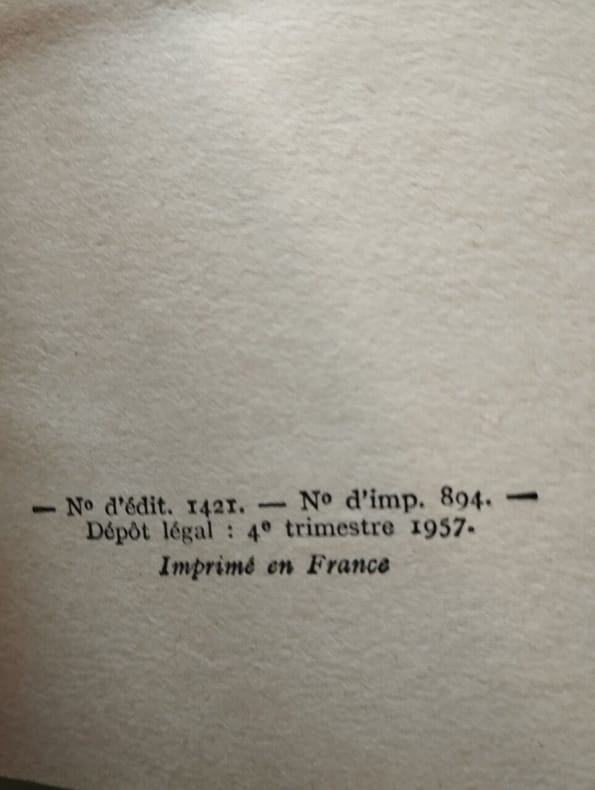 — Nº d'édit. 1421. — Nº d'imp. 894. —
Dépôt légal : 4e trimestre 1957.
Imprimé en France